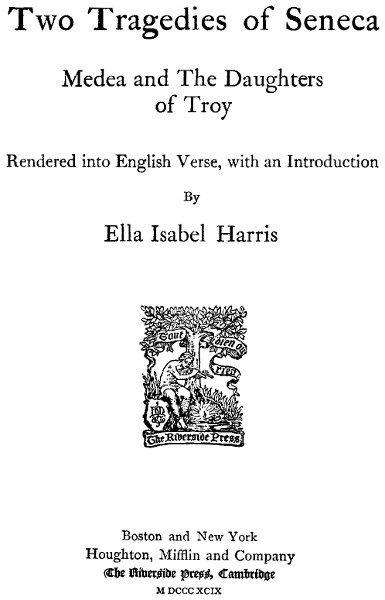 Two Tragedies of Seneca
Medea and The Daughters
of Troy
Rendered into English Verse, with an Introduction
By
Ella Isabel Harris
Tout
bien ou
rien
The Riverside Press
Boston and New York
Houghton, Mifflin and Company
The Riverside Press, Cambridge
M DCCC XCIX